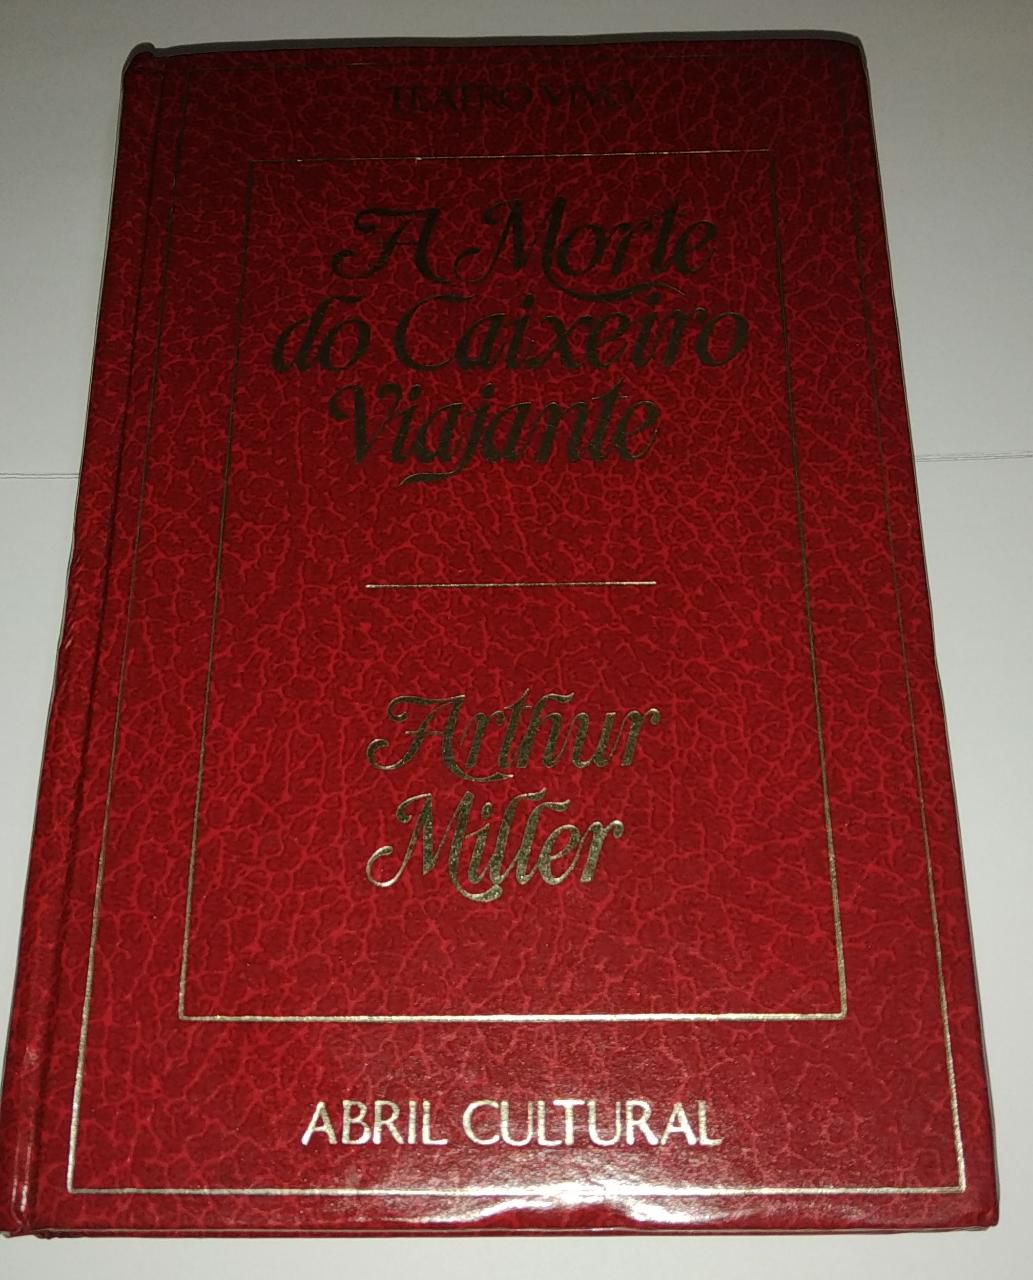 TEATRO VIVO
A Morte
do Caixeiro
Viajante
Arthur
Miller
ABRIL CULTURAL